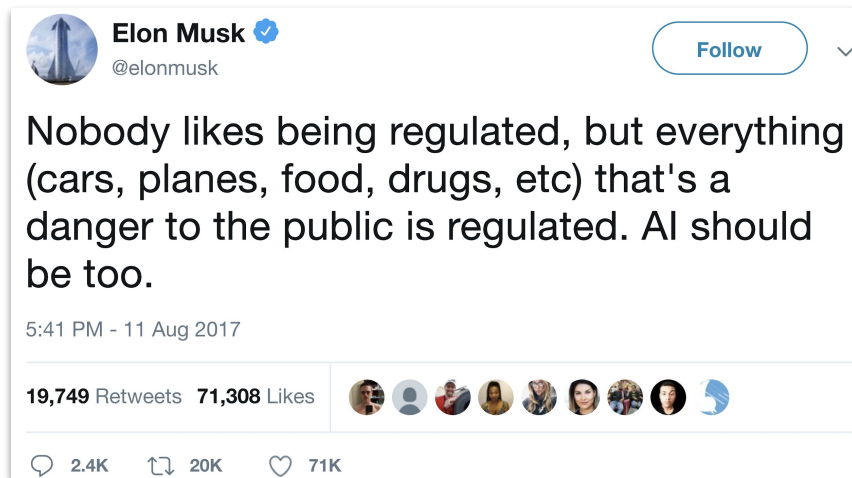 Elon Musk
@elonmusk
Follow
Nobody likes being regulated, but everything
(cars, planes, food, drugs, etc) that's a
danger to the public is regulated. AI should
be too.
5:41 PM - 11 Aug 2017
19,749 Retweets 71,308 Likes
2.4K 20K 71K